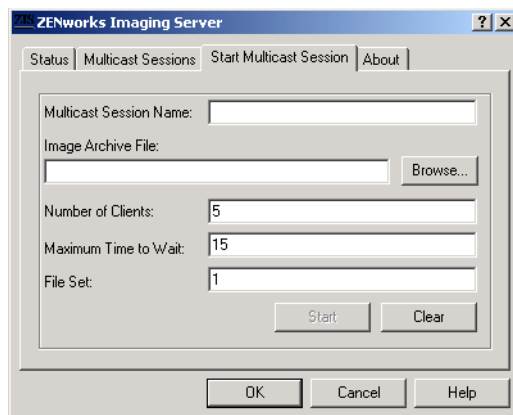 ZIS ZENworks Imaging Server
Status Multicast Sessions Start Multicast Session About
Multicast Session Name:
Image Archive File:
Browse...
Number of Clients: 5
Maximum Time to Wait: 15
File Set: 1
Start Clear
OK Cancel Help